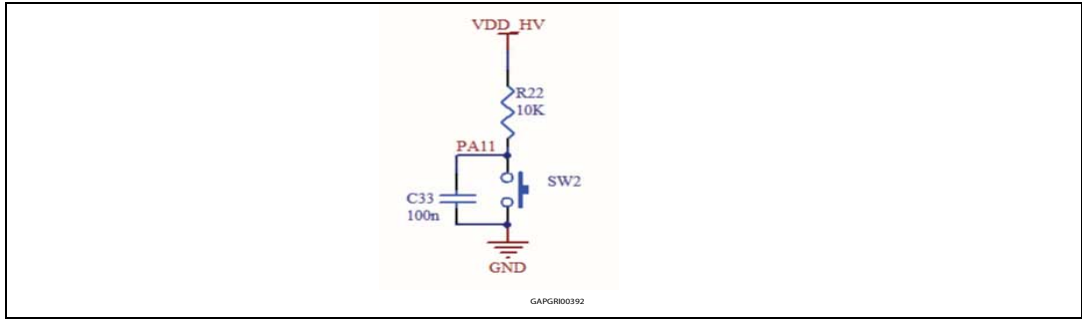 VDD_HV
R22
10K
PA11
SW2
C33
100n
GND
GAPGRI00392